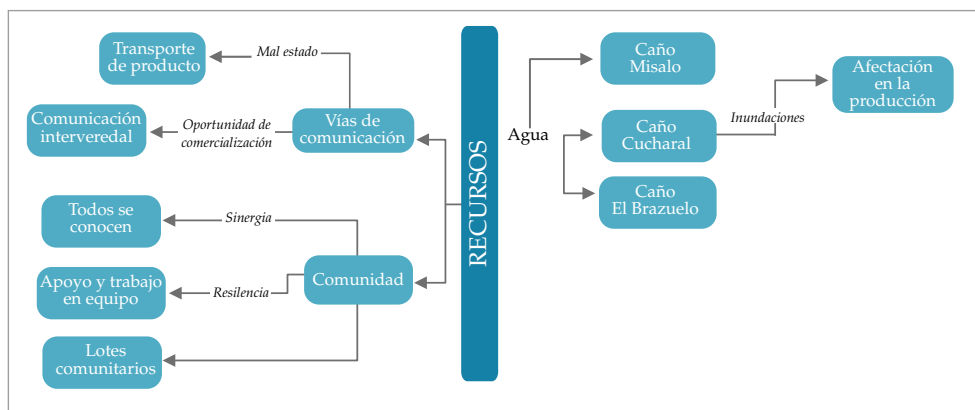 Transporte
de producto
Mal estado
Comunicación
interveredal
Oportunidad de
comercialización
Vías de
comunicación
Todos se
conocen
Sinergia
Apoyo y trabajo
en equipo
Resilencia
Comunidad
Lotes
comunitarios
RECURSOS
Agua
Caño
Misalo
Caño
Cucharal
Caño
El Brazuelo
Inundaciones
Afectación
en la
producción